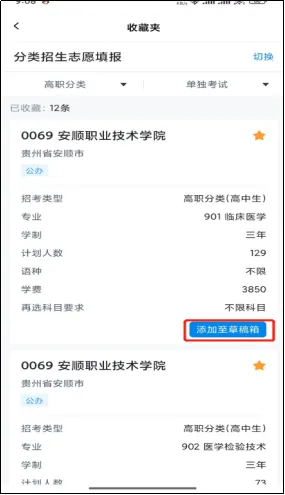 9:08
收藏夹
分类招生志愿填报 切换
高职分类 单独考试
已收藏：12条
0069 安顺职业技术学院
贵州省安顺市
公办
招考类型 高职分类(高中生)
专业 901 临床医学
学制 三年
计划人数 129
语种 不限
学费 3850
再选科目要求 不限科目
添加至草稿箱
0069 安顺职业技术学院
贵州省安顺市
公办
招考类型 高职分类(高中生)
专业 902 医学检验技术
学制 三年
计划人数 73